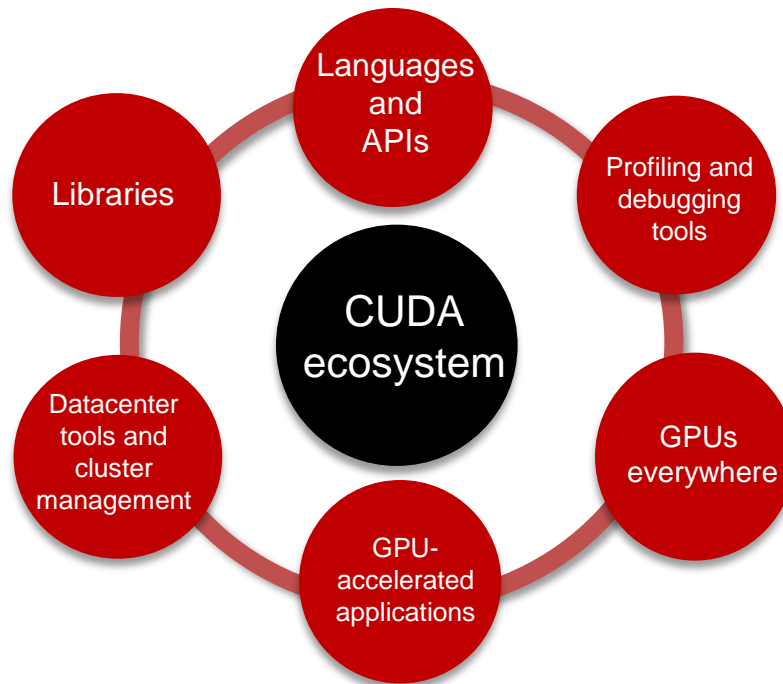 Languages
and
APIs
Profiling and
debugging
tools
Libraries
CUDA
ecosystem
Datacenter
tools and
cluster
management
GPUs
everywhere
GPU-
accelerated
applications